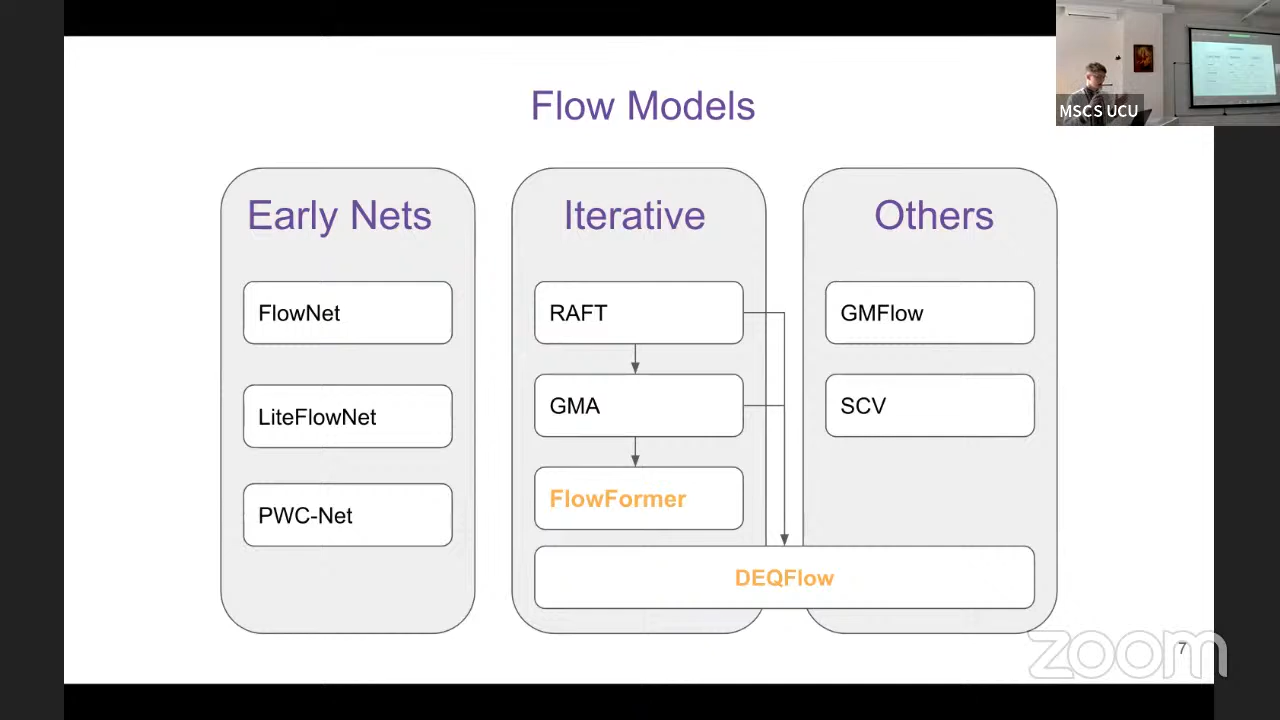 Flow Models
MSCS UCU
Early Nets
Iterative
Others
FlowNet
RAFT
GMFlow
LiteFlowNet
GMA
SCV
PWC-Net
FlowFormer
DEQFlow
zoom
7